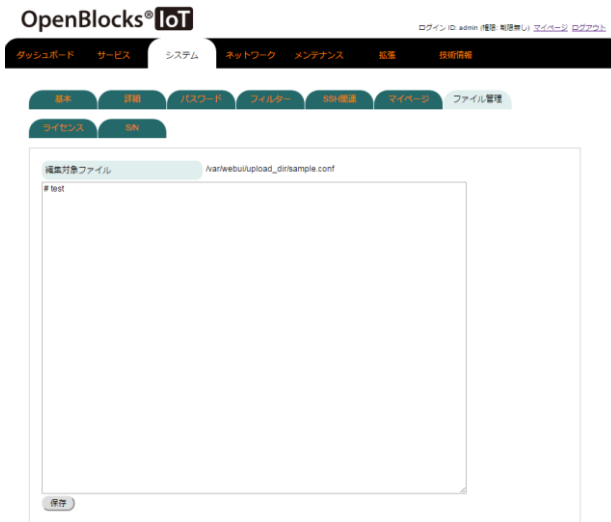 OpenBlocks® IoT
ログイン ID: admin (権限: 制限無し) マイページ ログアウト
ダッシュボード サービス システム ネットワーク メンテナンス 拡張 技術情報
基本 詳細 パスワード フィルター SSH関連 マイページ ファイル管理
ライセンス S/N
編集対象ファイル /var/webui/upload_dir/sample.conf
# test
保存